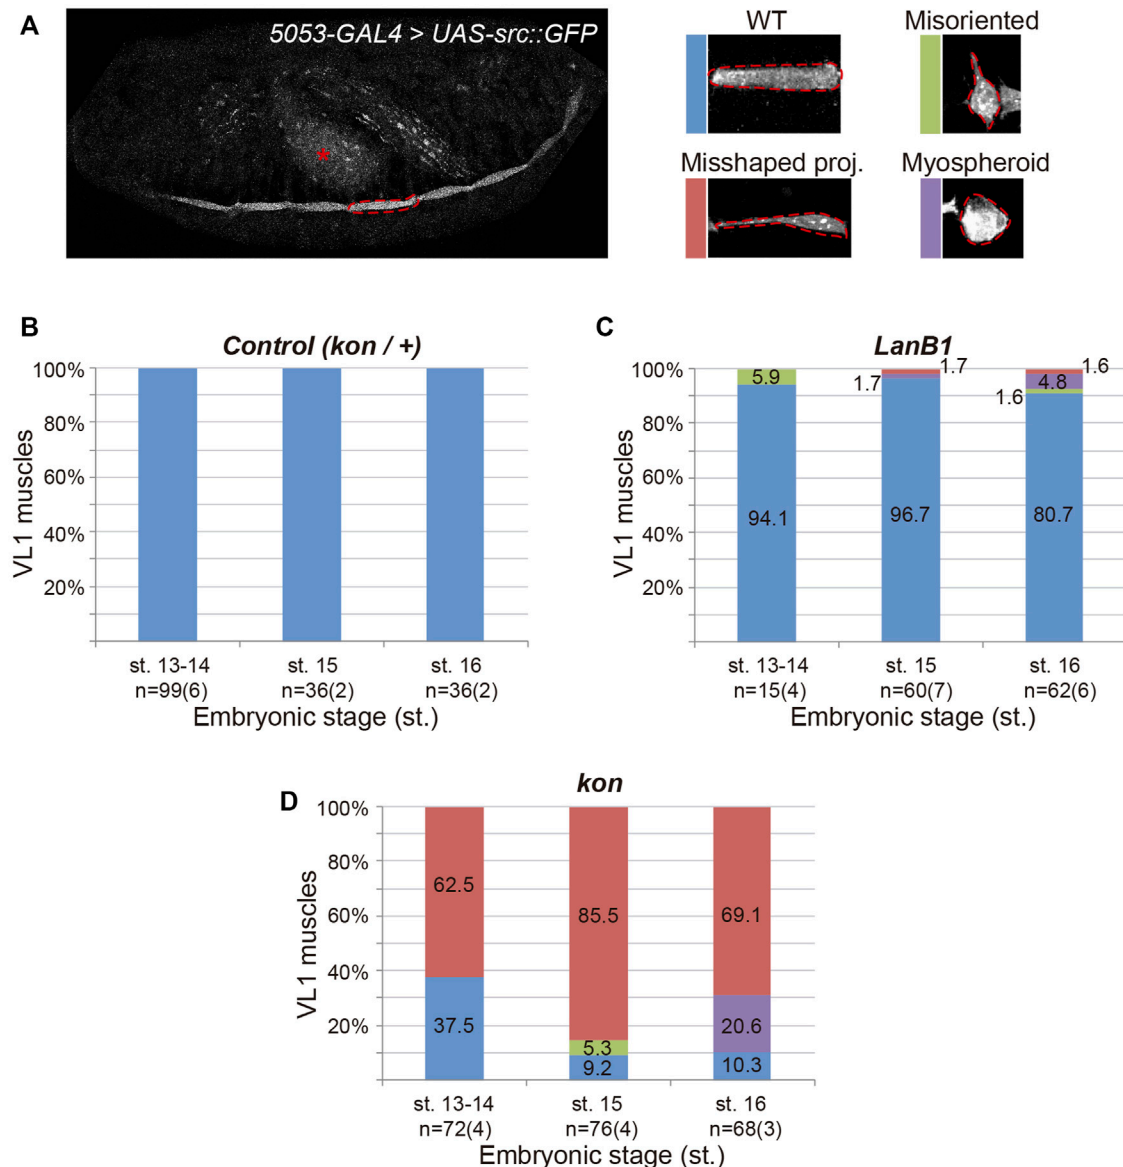 A
5053-GAL4 > UAS-src::GFP
*
WT
Misoriented
Misshaped proj.
Myospheroid
B
Control (kon / +)
100%
80%
60%
40%
20%
VL1 muscles
st. 13-14
n=99(6)
st. 15
n=36(2)
st. 16
n=36(2)
Embryonic stage (st.)
C
LanB1
100%
80%
60%
40%
20%
VL1 muscles
5.9
94.1
1.7
1.7
96.7
1.6
4.8
1.6
80.7
st. 13-14
n=15(4)
st. 15
n=60(7)
st. 16
n=62(6)
Embryonic stage (st.)
D
kon
100%
80%
60%
40%
20%
VL1 muscles
62.5
37.5
85.5
5.3
9.2
69.1
20.6
10.3
st. 13-14
n=72(4)
st. 15
n=76(4)
st. 16
n=68(3)
Embryonic stage (st.)